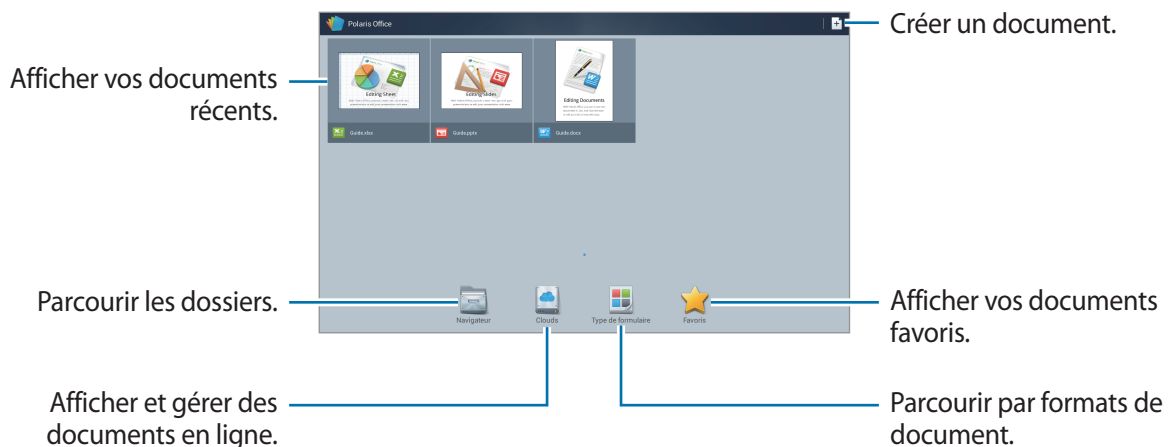 Polaris Office
Créer un document.
Afficher vos documents
récents.
Editing Sheet
Editing Slides
Editing Documents
Guide.xlsx
Guide.pptx
Guide.docx
Parcourir les dossiers.
Navigateur
Clouds
Type de formulaire
Favoris
Afficher vos documents
favoris.
Afficher et gérer des
documents en ligne.
Parcourir par formats de
document.